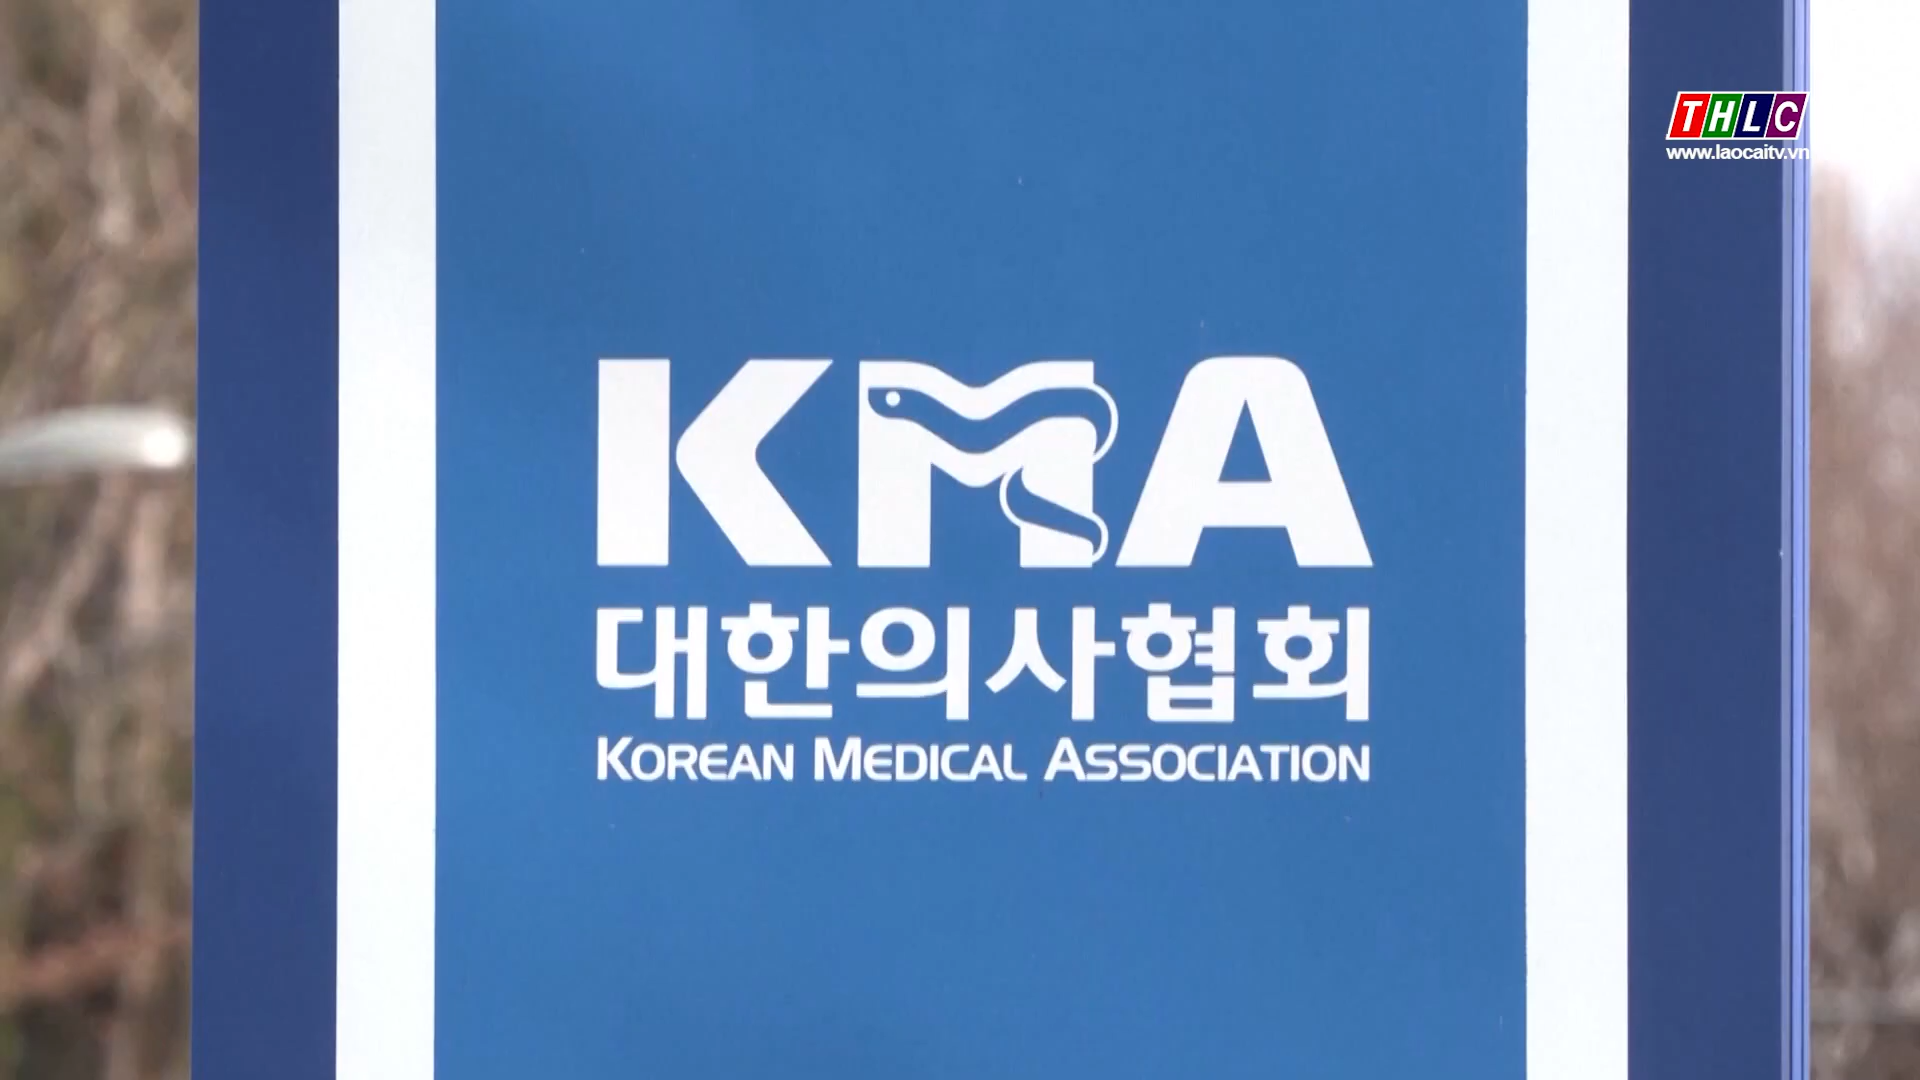 THLC
www.laocaitv.vn
KMA
대한의사협회
KOREAN MEDICAL ASSOCIATION